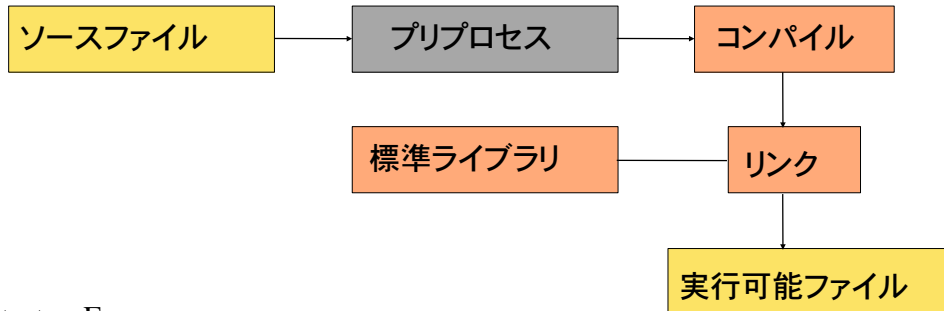 ソースファイル
プリプロセス
コンパイル
標準ライブラリ
リンク
実行可能ファイル